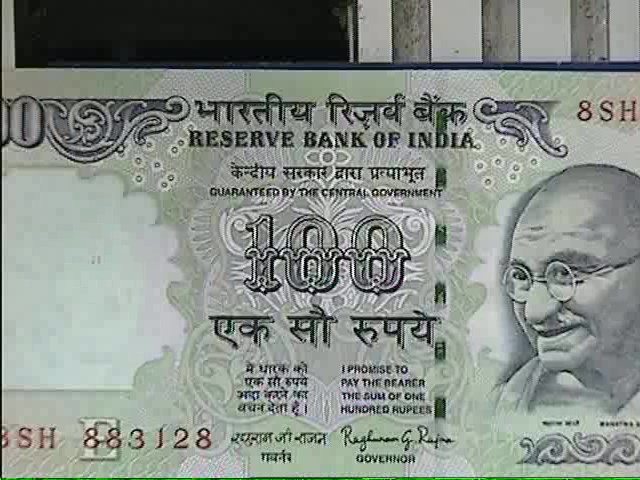 00 भारतीय रिज़र्व बैंक 8SH
RESERVE BANK OF INDIA
केन्दीय सरकार द्वारा प्रत्याभूत
GUARANTEED BY THE CENTRAL GOVERNMENT
100
एक सौ रुपये
मैं धारक को
एक सौ रुपये
अदा करने का
वचन देता हूँ।
I PROMISE TO
PAY THE BEARER
THE SUM OF ONE
HUNDRED RUPEES
8SH 883128
E
Raghuram G. Rajan
गवर्नर
GOVERNOR